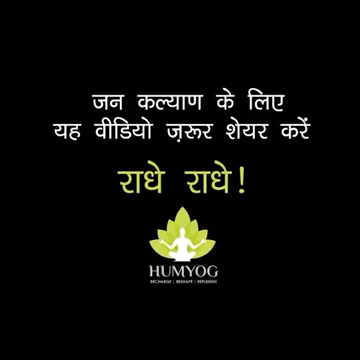 जन कल्याण के लिए
यह वीडियो ज़रूर शेयर करें
राधे राधे!
HUMYOG
RECHARGE | RESHAPE | REPLENISH